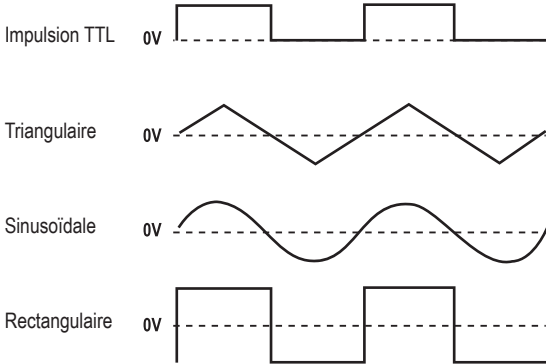 Impulsion TTL 0V
Triangulaire 0V
Sinusoïdale 0V
Rectangulaire 0V